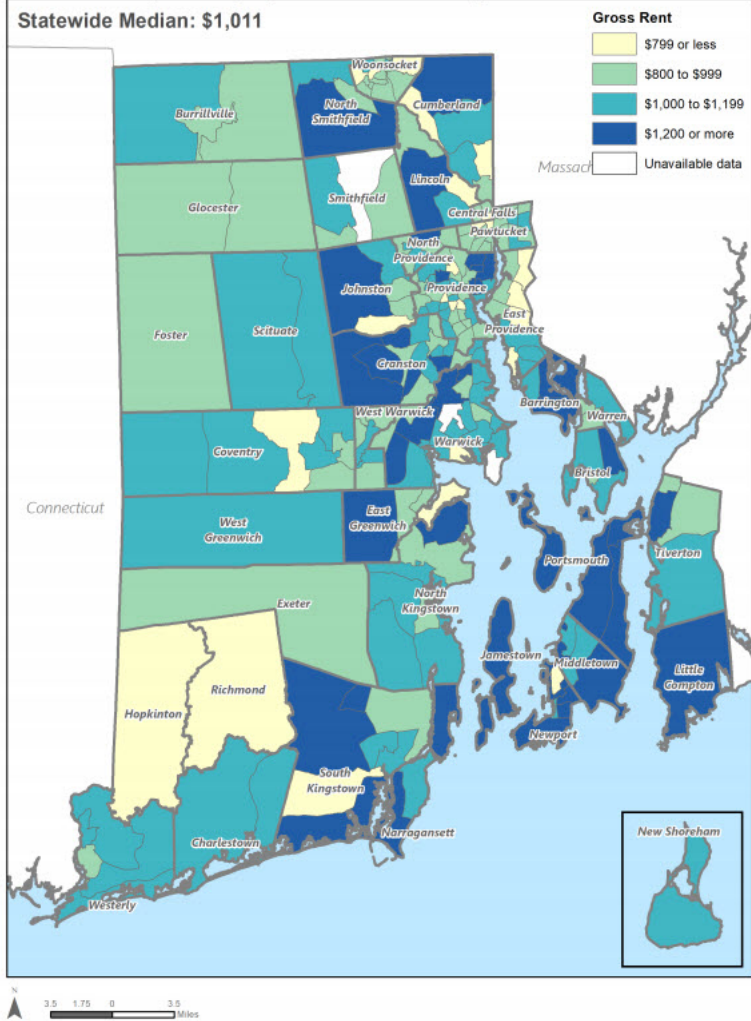 Statewide Median: $1,011
Gross Rent
$799 or less
$800 to $999
$1,000 to $1,199
$1,200 or more
Unavailable data
Woonsocket
Burrillville
North
Smithfield
Cumberland
Massach
Lincoln
Smithfield
Glocester
Central Falls
Pawtucket
North
Providence
Johnston
Providence
East
Providence
Foster
Scituate
Cranston
Barrington
Warren
West Warwick
Warwick
Coventry
Bristol
Connecticut
West
Greenwich
East
Greenwich
Tiverton
Portsmouth
Exeter
North
Kingstown
Jamestown
Middletown
Little
Compton
Richmond
Hopkinton
Newport
South
Kingstown
Narragansett
Charlestown
Westerly
New Shoreham
N
3.5 1.75 0 3.5
Miles